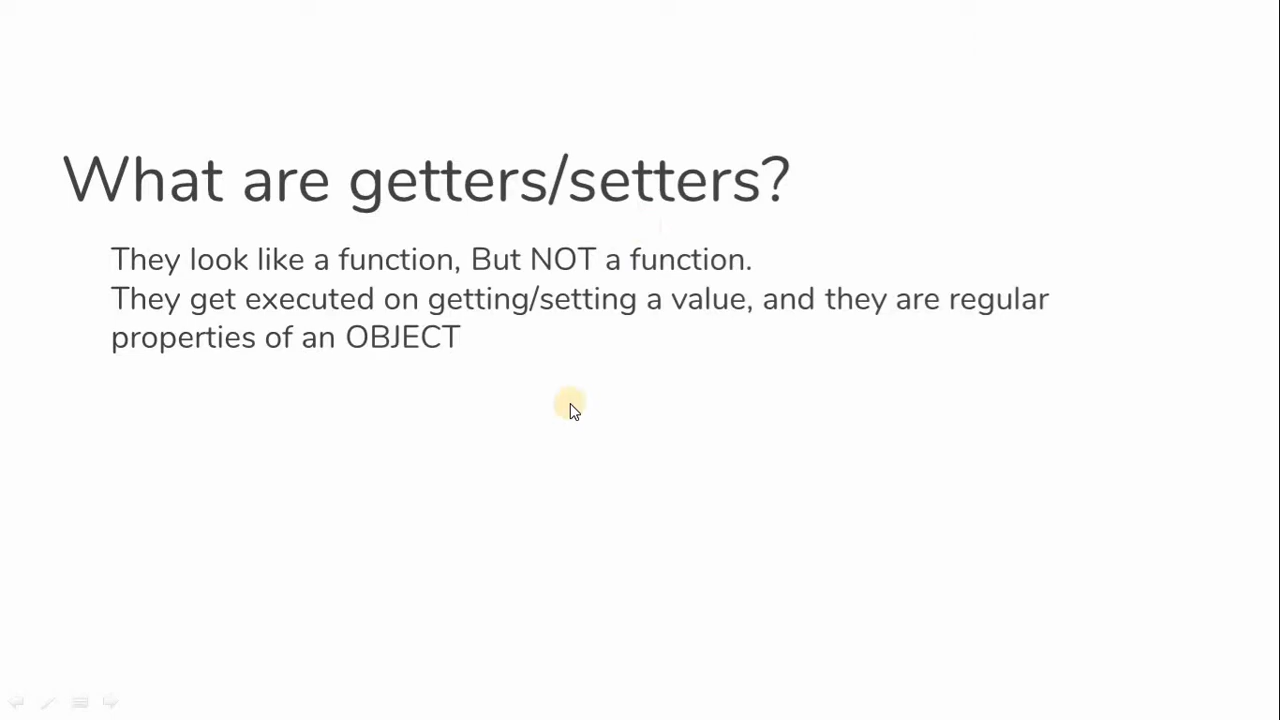 What are getters/setters?
They look like a function, But NOT a function.
They get executed on getting/setting a value, and they are regular
properties of an OBJECT